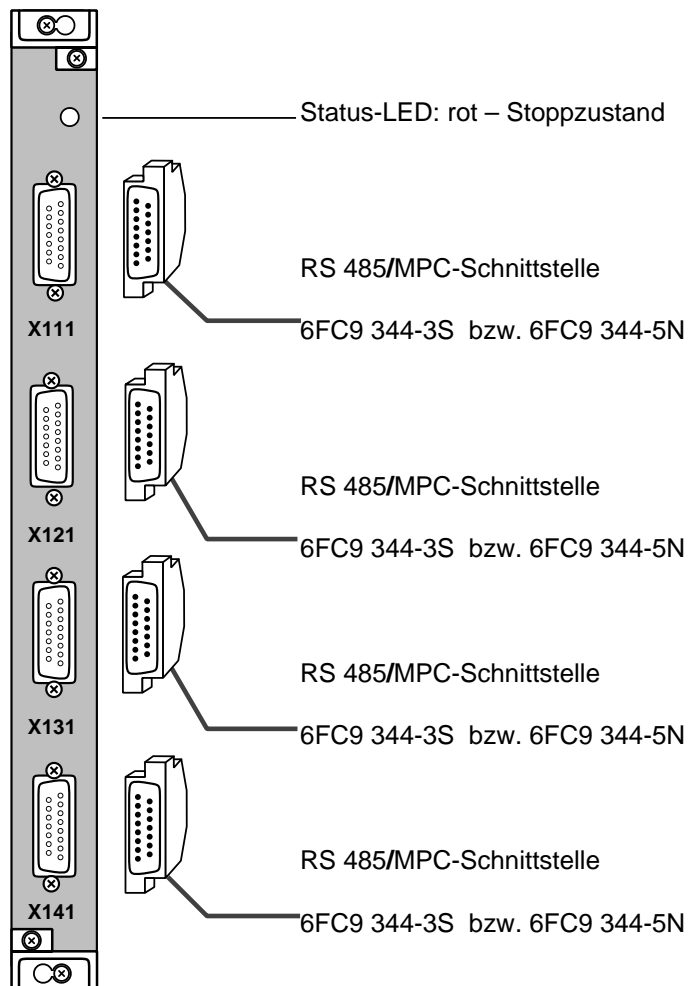 Status-LED: rot – Stoppzustand
RS 485/MPC-Schnittstelle
X111
6FC9 344-3S bzw. 6FC9 344-5N
RS 485/MPC-Schnittstelle
X121
6FC9 344-3S bzw. 6FC9 344-5N
RS 485/MPC-Schnittstelle
X131
6FC9 344-3S bzw. 6FC9 344-5N
RS 485/MPC-Schnittstelle
X141
6FC9 344-3S bzw. 6FC9 344-5N